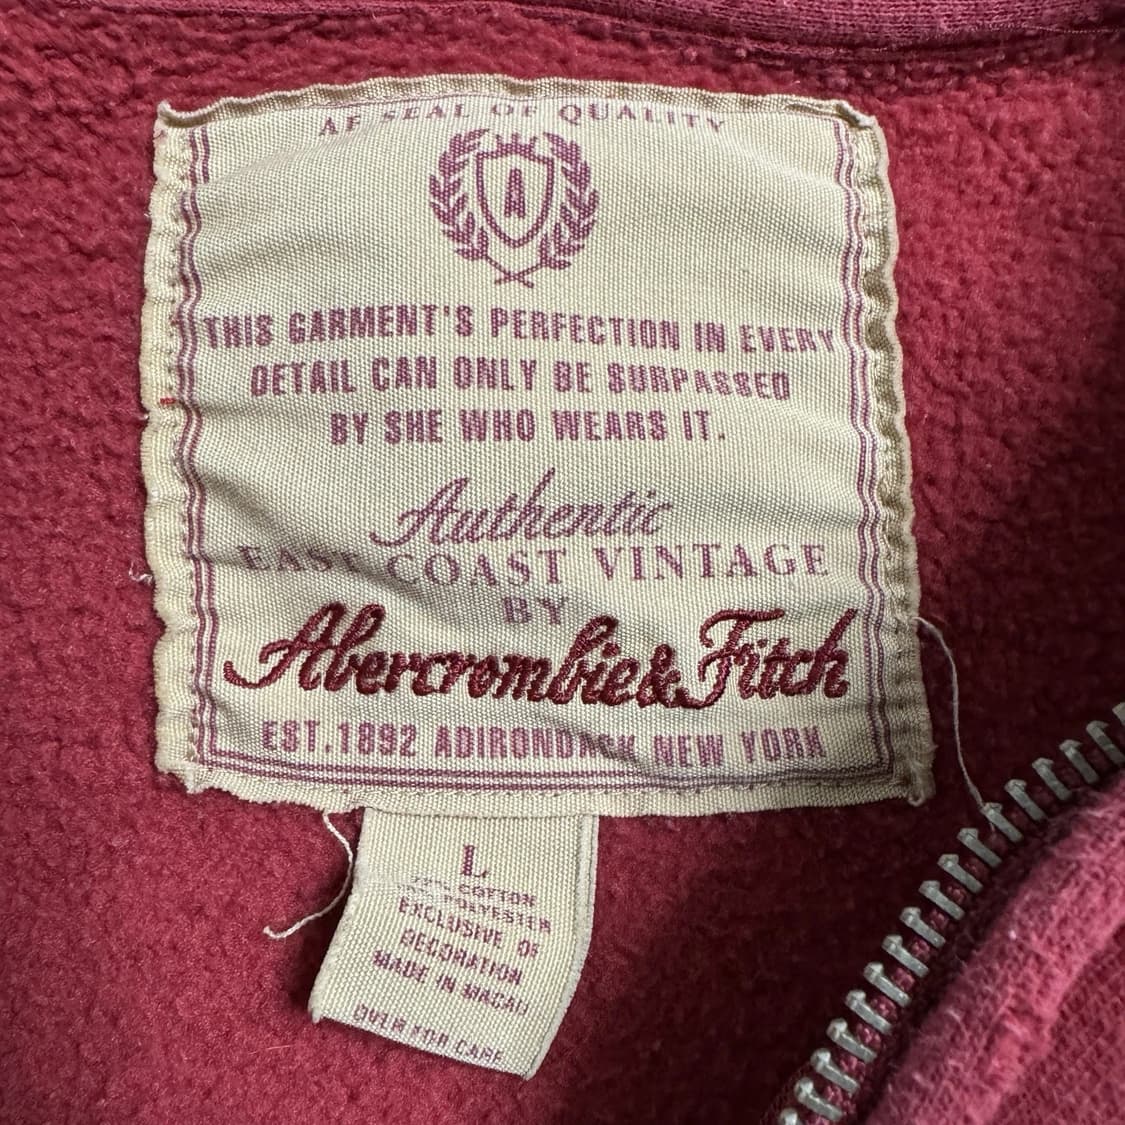 AF SEAL OF QUALITY
A
THIS GARMENT'S PERFECTION IN EVERY
DETAIL CAN ONLY BE SURPASSED
BY SHE WHO WEARS IT.
Authentic
EAST COAST VINTAGE
BY
Abercrombie & Fitch
EST.1892 ADIRONDACK NEW YORK
L
COTTON
POLYESTER
EXCLUSIVE OF
DECORATION
MADE IN MACAU
OVER FOR CARE